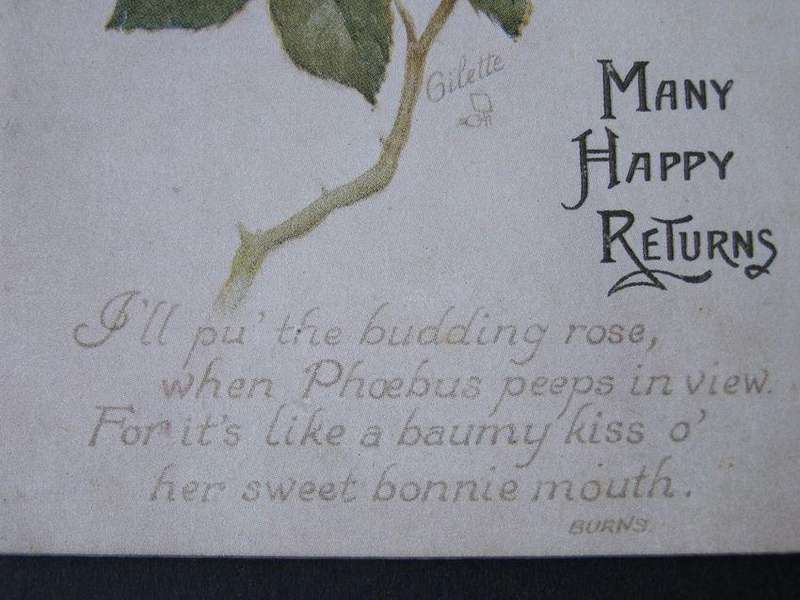 Gilette
MANY
HAPPY
RETURNS
I'll pu' the budding rose,
when Phœbus peeps in view.
For it's like a baumy kiss o'
her sweet bonnie mouth.
BURNS.